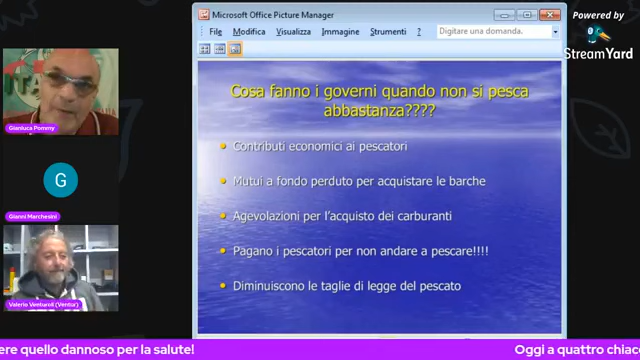 Microsoft Office Picture Manager
Powered by
StreamYard
File Modifica Visualizza Immagine Strumenti ? Digitare una domanda.
Cosa fanno i governi quando non si pesca
abbastanza????
Contributi economici ai pescatori
Mutui a fondo perduto per acquistare le barche
Agevolazioni per l'acquisto dei carburanti
Pagano i pescatori per non andare a pescare!!!!
Diminuiscono le taglie di legge del pescato
Gianluca Pommy
G
Gianni Marchesini
Valerio Venturoli (Ventur)
ere quello dannoso per la salute!
Oggi a quattro chiacc